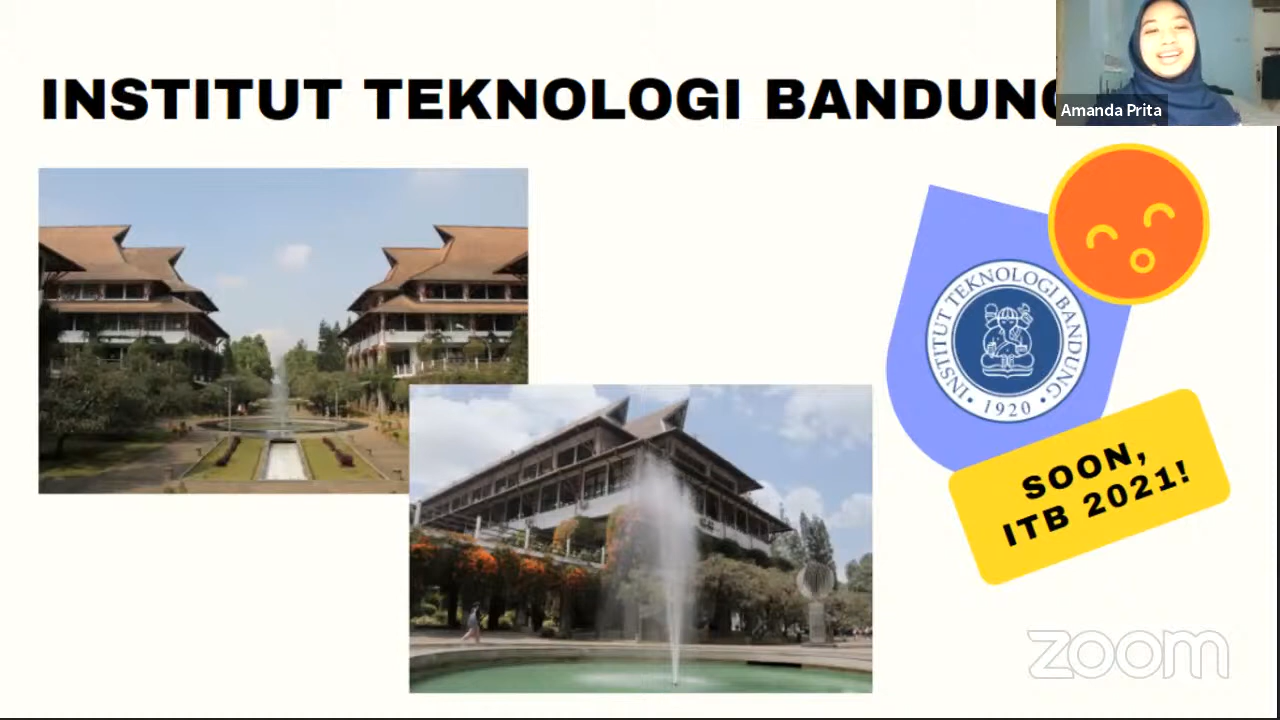 INSTITUT TEKNOLOGI BANDUNG
Amanda Prita
INSTITUT TEKNOLOGI BANDUNG
• 1920 •
SOON,
ITB 2021!
zoom